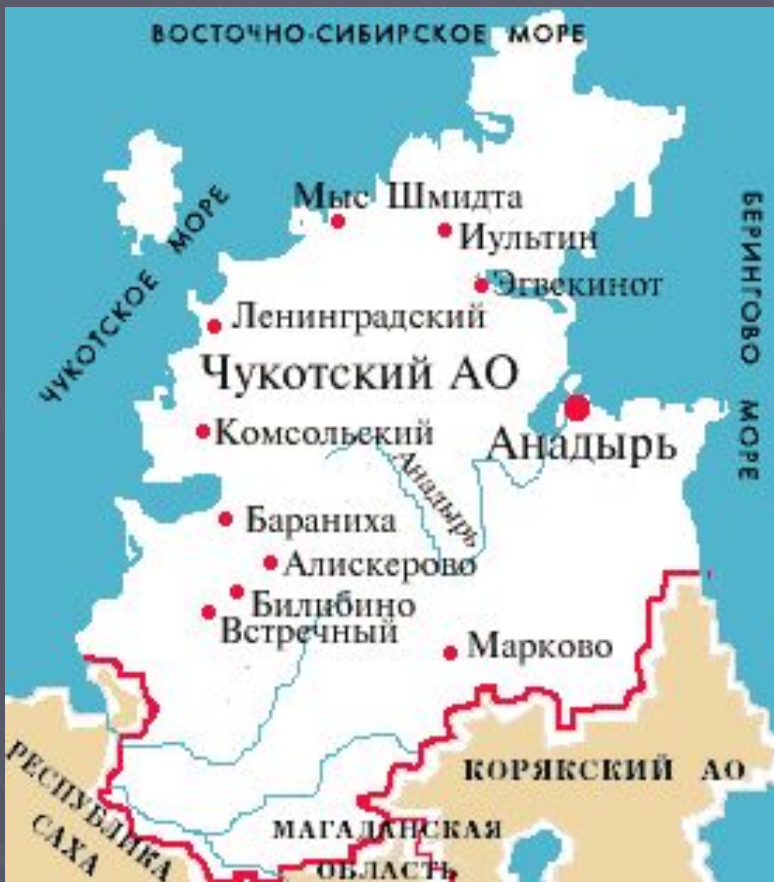 ВОСТОЧНО-СИБИРСКОЕ МОРЕ
Мыс Шмидта
Иультин
Эгвекинот
ЧУКОТСКОЕ МОРЕ
БЕРИНГОВО МОРЕ
Ленинградский
Чукотский АО
Комсольский
Анадырь
Анадырь
Бараниха
Алискерово
Билибино
Встречный
Марково
КОРЯКСКИЙ АО
РЕСПУБЛИКА
САХА
МАГАДАНСКАЯ
ОБЛАСТЬ